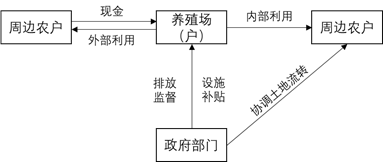 现金
周边农户
养殖场
(户)
内部利用
周边农户
外部利用
排放
监督
设施
补贴
协调土地流转
政府部门